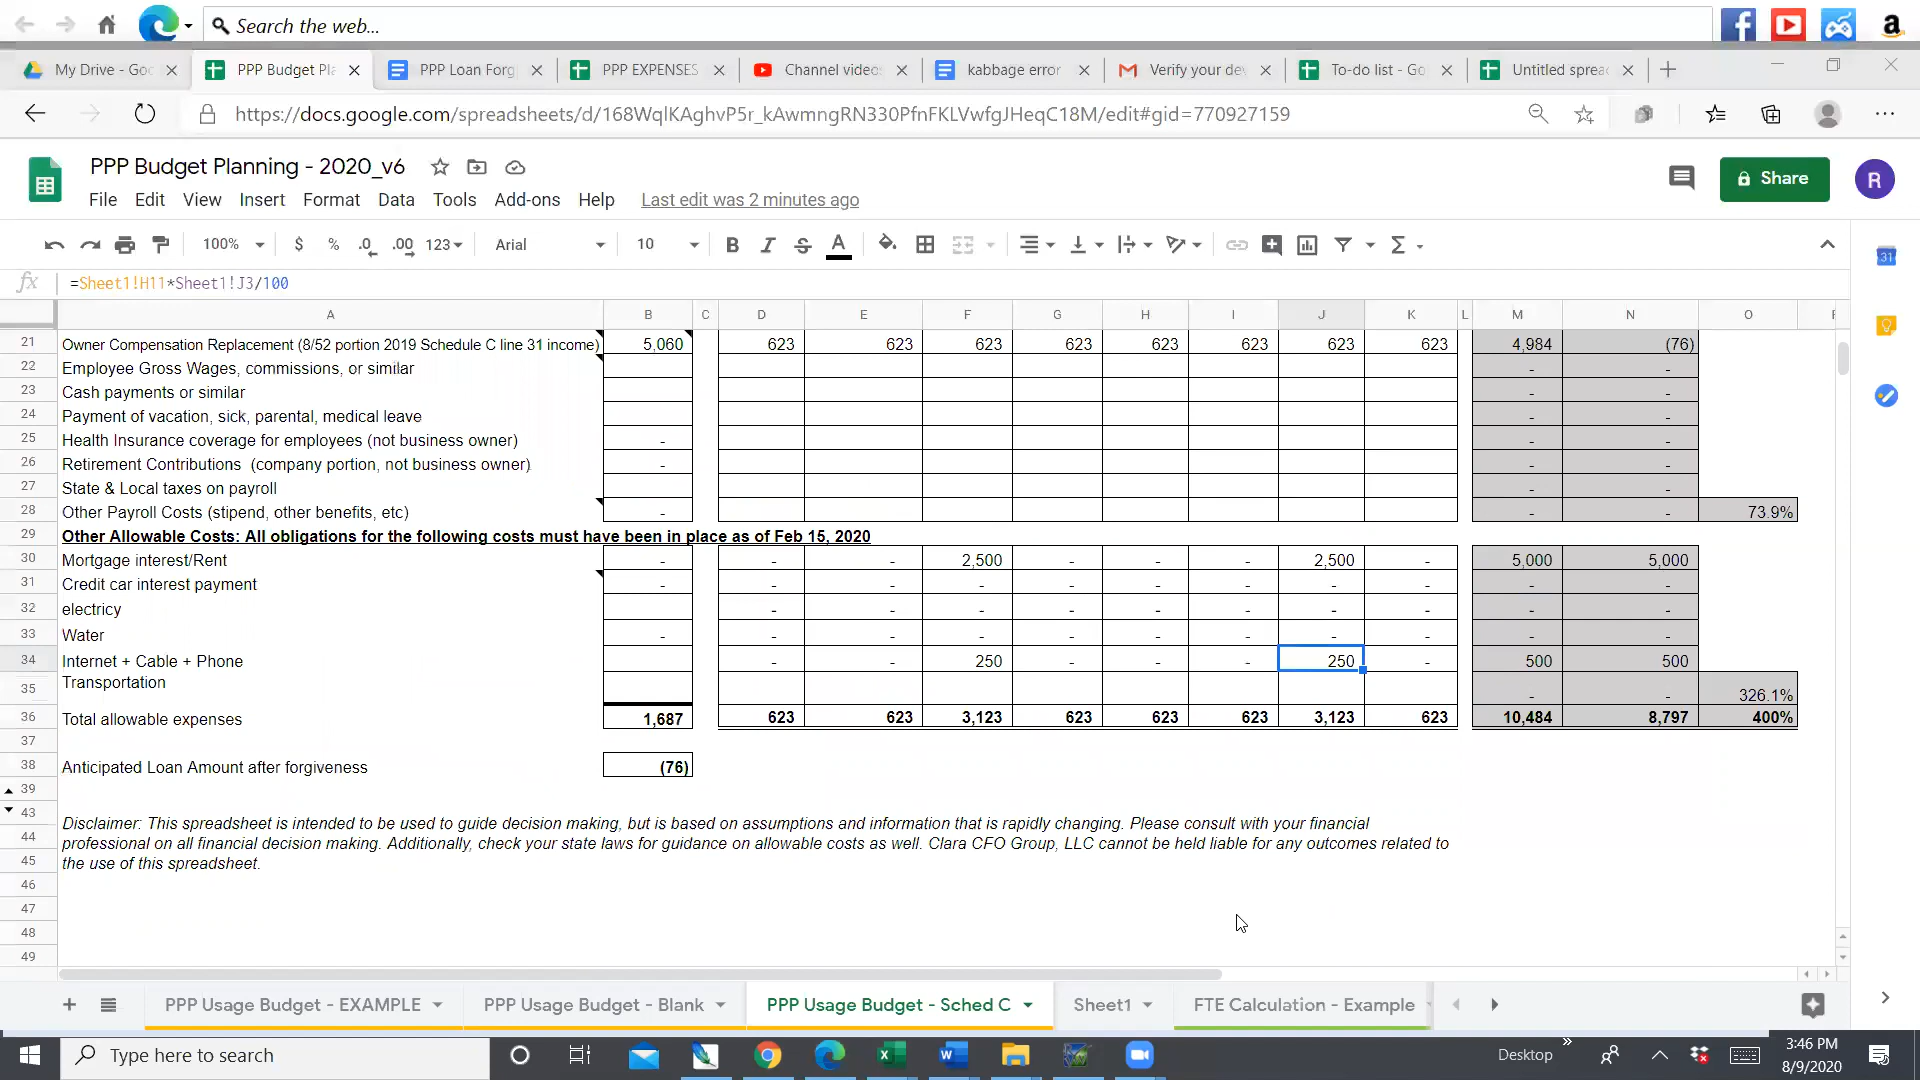 Search the web...
My Drive - Goo
PPP Budget Pla
PPP Loan Forg
PPP EXPENSES
Channel videos
kabbage error
Verify your dev
To-do list - Go
Untitled spread
https://docs.google.com/spreadsheets/d/168WqlKAghvP5r_kAwmngRN330PfnFKLVwfgJHeqC18M/edit#gid=770927159
PPP Budget Planning - 2020_v6
Share
R
File Edit View Insert Format Data Tools Add-ons Help Last edit was 2 minutes ago
100% $ % .0 .00 123 Arial 10 B I S A Σ
31
fx =Sheet1!H11*Sheet1!J3/100
A B C D E F G H I J K L M N O
21 Owner Compensation Replacement (8/52 portion 2019 Schedule C line 31 income) 5,060 623 623 623 623 623 623 623 623 4,984 (76)
22 Employee Gross Wages, commissions, or similar - -
23 Cash payments or similar - -
24 Payment of vacation, sick, parental, medical leave - -
25 Health Insurance coverage for employees (not business owner) - - -
26 Retirement Contributions (company portion, not business owner) - - -
27 State & Local taxes on payroll - -
28 Other Payroll Costs (stipend, other benefits, etc) - - - 73.9%
29 Other Allowable Costs: All obligations for the following costs must have been in place as of Feb 15, 2020
30 Mortgage interest/Rent - - - 2,500 - - - 2,500 - 5,000 5,000
31 Credit car interest payment - - - - - - - - - -
32 electricy - - - - - - - - - -
33 Water - - - - - - - - - - -
34 Internet + Cable + Phone - - 250 - - - 250 - 500 500
35 Transportation - - 326.1%
36 Total allowable expenses 1,687 623 623 3,123 623 623 623 3,123 623 10,484 8,797 400%
37
38 Anticipated Loan Amount after forgiveness (76)
39
43
44
45
46
47
48
49
Disclaimer: This spreadsheet is intended to be used to guide decision making, but is based on assumptions and information that is rapidly changing. Please consult with your financial
professional on all financial decision making. Additionally, check your state laws for guidance on allowable costs as well. Clara CFO Group, LLC cannot be held liable for any outcomes related to
the use of this spreadsheet.
PPP Usage Budget - EXAMPLE
PPP Usage Budget - Blank
PPP Usage Budget - Sched C
Sheet1
FTE Calculation - Example
Type here to search
Desktop
3:46 PM
8/9/2020